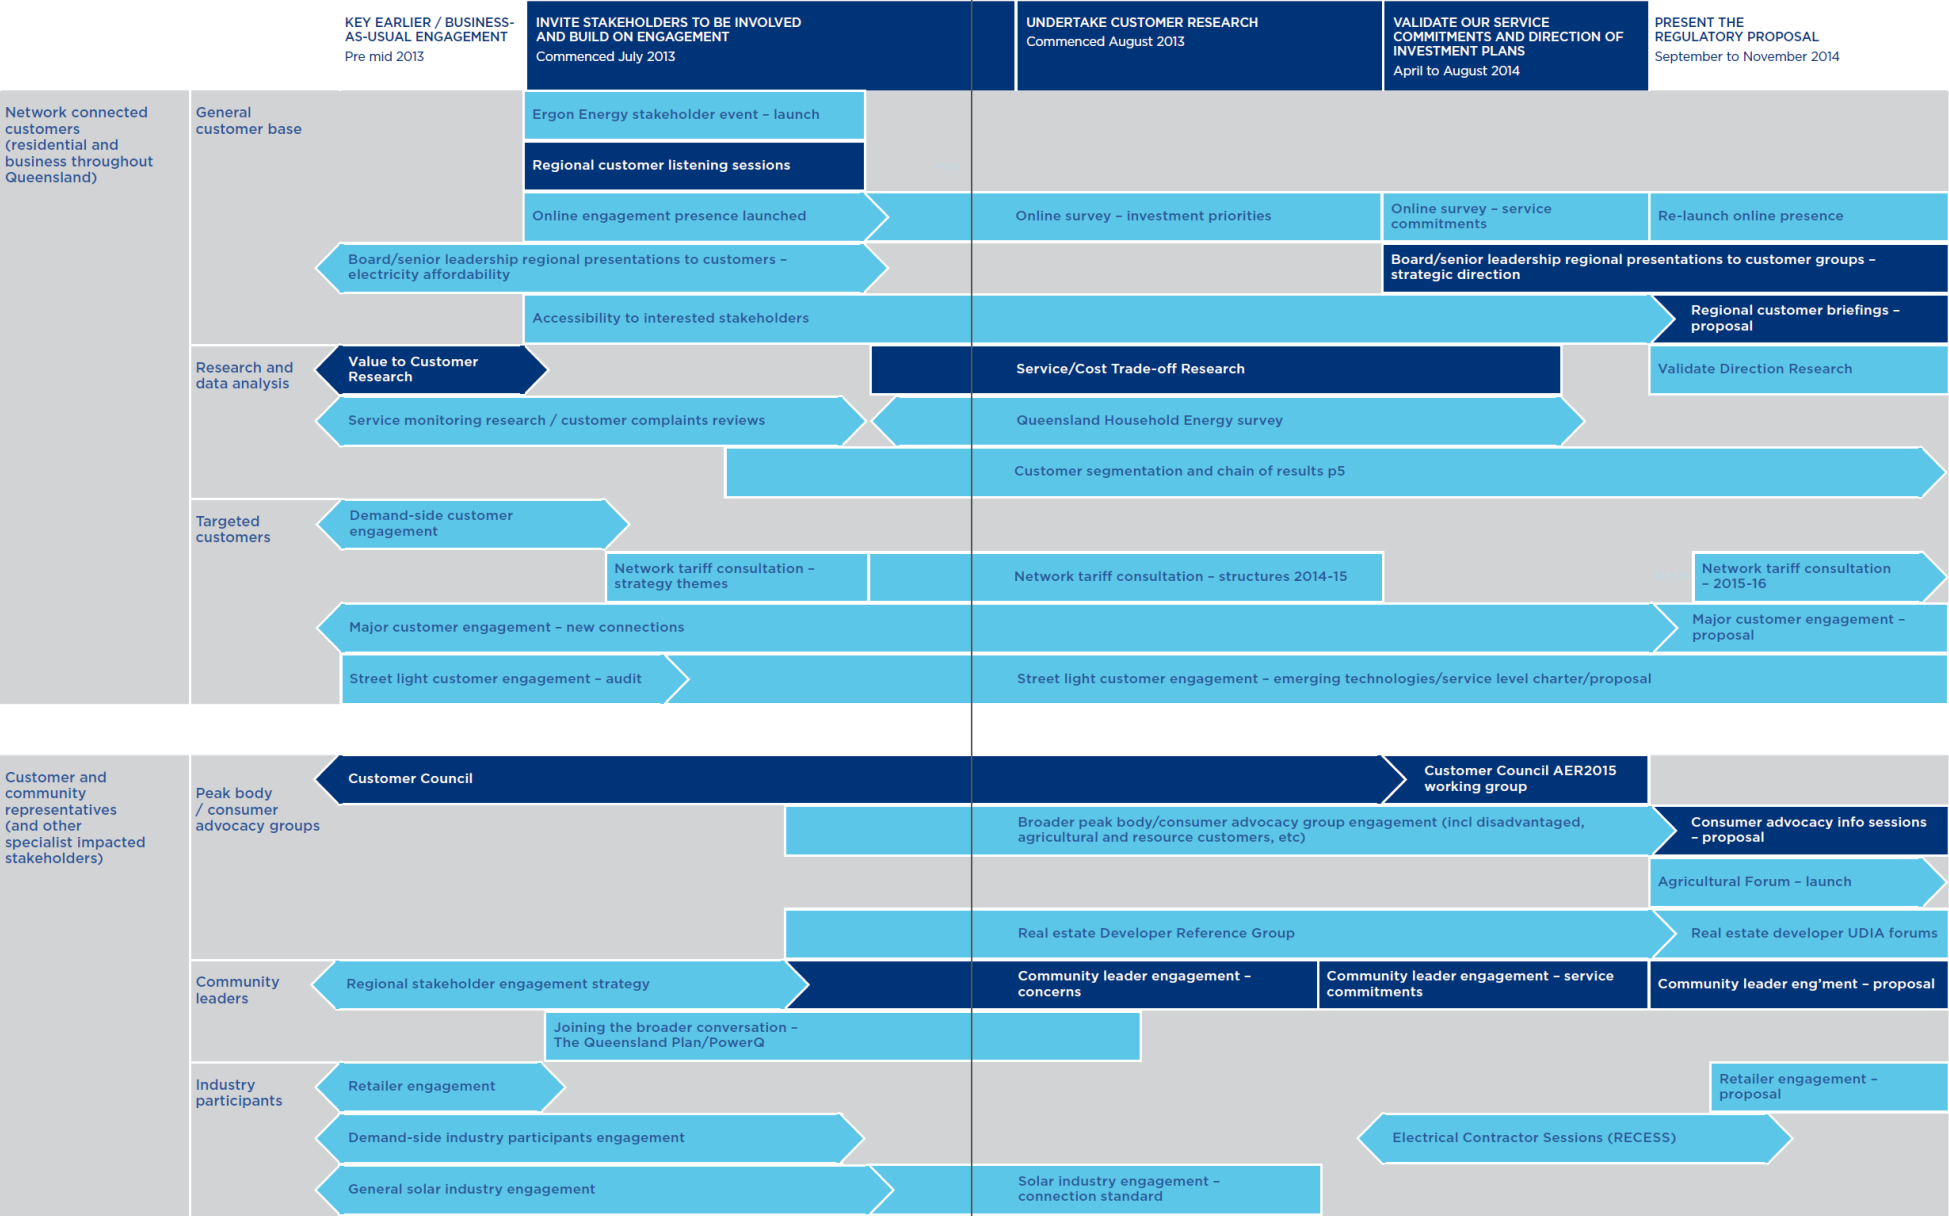 KEY EARLIER / BUSINESS-
AS-USUAL ENGAGEMENT
Pre mid 2013
INVITE STAKEHOLDERS TO BE INVOLVED
AND BUILD ON ENGAGEMENT
Commenced July 2013
UNDERTAKE CUSTOMER RESEARCH
Commenced August 2013
VALIDATE OUR SERVICE
COMMITMENTS AND DIRECTION OF
INVESTMENT PLANS
April to August 2014
PRESENT THE
REGULATORY PROPOSAL
September to November 2014
Network connected
customers
(residential and
business throughout
Queensland)
General
customer base
Ergon Energy stakeholder event – launch
Regional customer listening sessions
Online engagement presence launched
Online survey – investment priorities
Online survey – service
commitments
Re-launch online presence
Board/senior leadership regional presentations to customers –
electricity affordability
Board/senior leadership regional presentations to customer groups –
strategic direction
Accessibility to interested stakeholders
Regional customer briefings –
proposal
Research and
data analysis
Value to Customer
Research
Service/Cost Trade-off Research
Validate Direction Research
Service monitoring research / customer complaints reviews
Queensland Household Energy survey
Customer segmentation and chain of results p5
Targeted
customers
Demand-side customer
engagement
Network tariff consultation –
strategy themes
Network tariff consultation – structures 2014-15
Network tariff consultation
– 2015-16
Major customer engagement – new connections
Major customer engagement –
proposal
Street light customer engagement – audit
Street light customer engagement – emerging technologies/service level charter/proposal
Customer and
community
representatives
(and other
specialist impacted
stakeholders)
Peak body
/ consumer
advocacy groups
Customer Council
Customer Council AER2015
working group
Broader peak body/consumer advocacy group engagement (incl disadvantaged,
agricultural and resource customers, etc)
Consumer advocacy info sessions
– proposal
Agricultural Forum – launch
Real estate Developer Reference Group
Real estate developer UDIA forums
Community
leaders
Regional stakeholder engagement strategy
Community leader engagement –
concerns
Community leader engagement – service
commitments
Community leader eng’ment – proposal
Joining the broader conversation –
The Queensland Plan/PowerQ
Industry
participants
Retailer engagement
Retailer engagement –
proposal
Demand-side industry participants engagement
Electrical Contractor Sessions (RECESS)
General solar industry engagement
Solar industry engagement –
connection standard